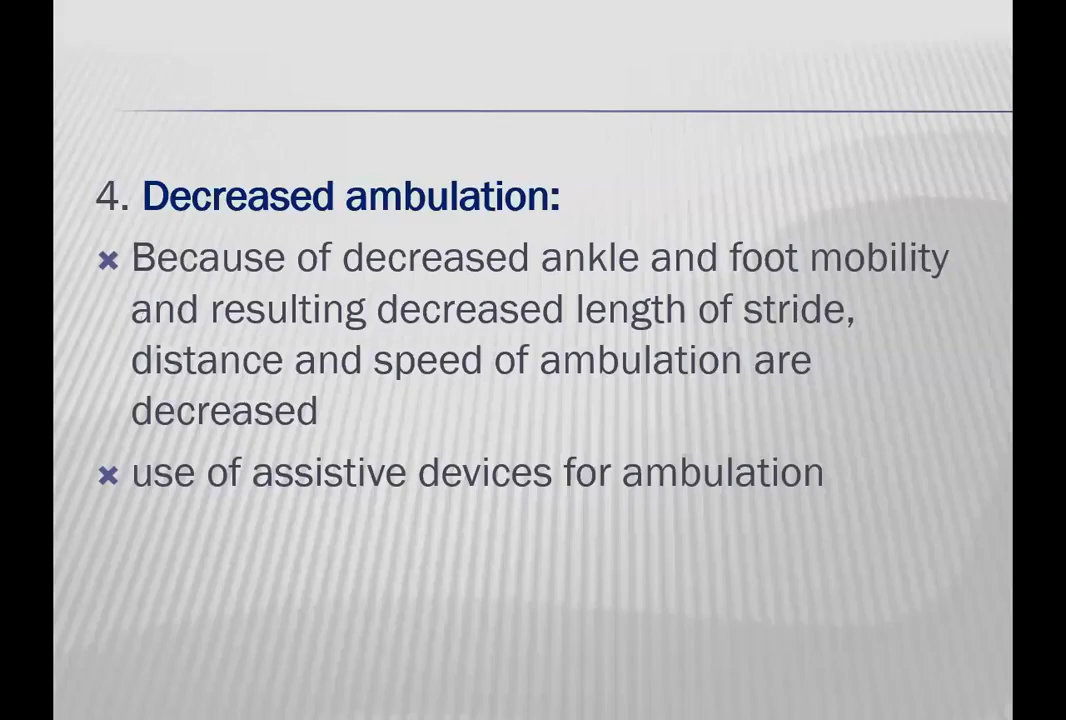 4. Decreased ambulation:
Because of decreased ankle and foot mobility
and resulting decreased length of stride,
distance and speed of ambulation are
decreased
use of assistive devices for ambulation